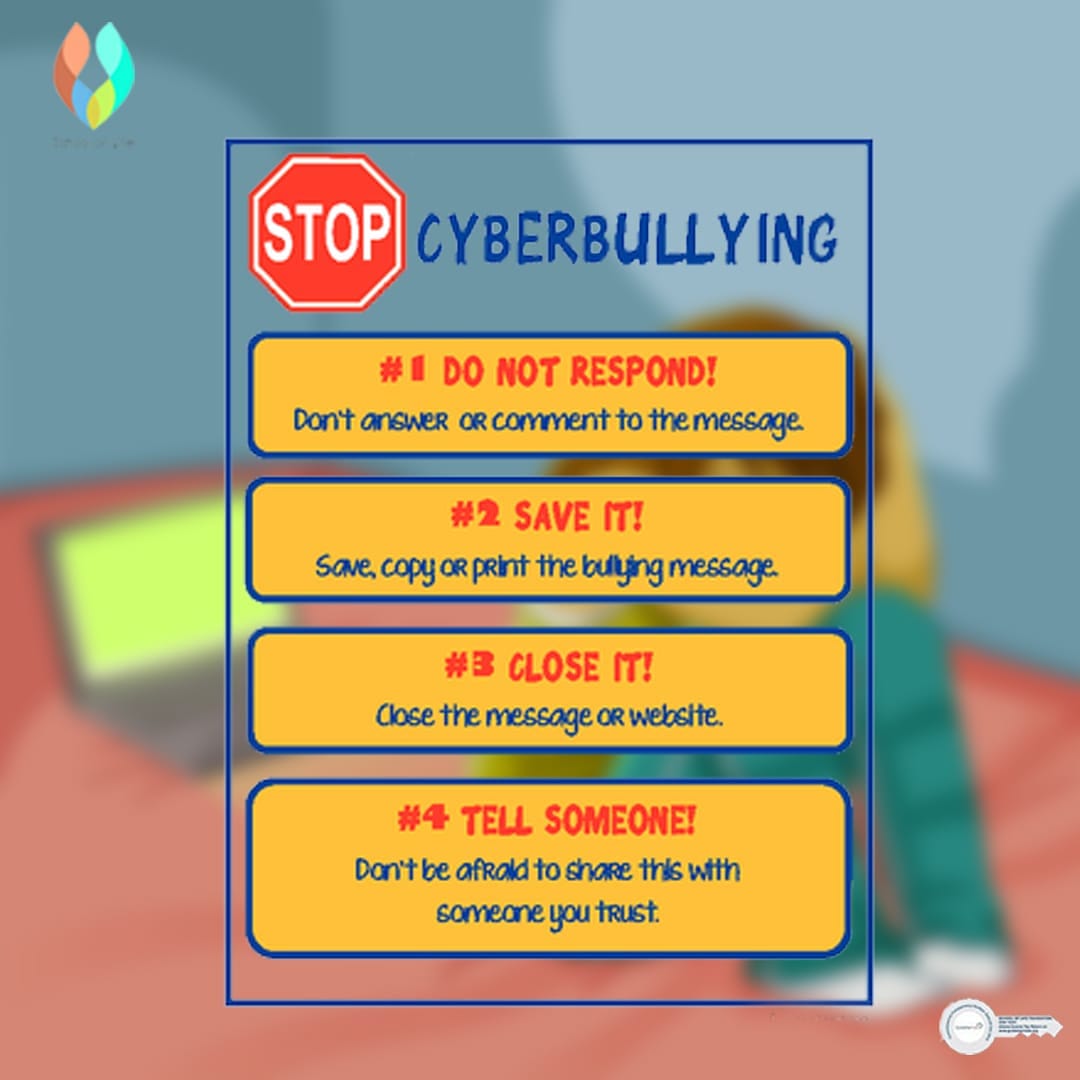 STOP CYBERBULLYING
#1 DO NOT RESPOND!
Don't answer OR comment to the message.
#2 SAVE IT!
Save, copy OR print the bullying message.
#3 CLOSE IT!
Close the message OR website.
#4 TELL SOMEONE!
Don't be afraid to share this with
someone you trust.